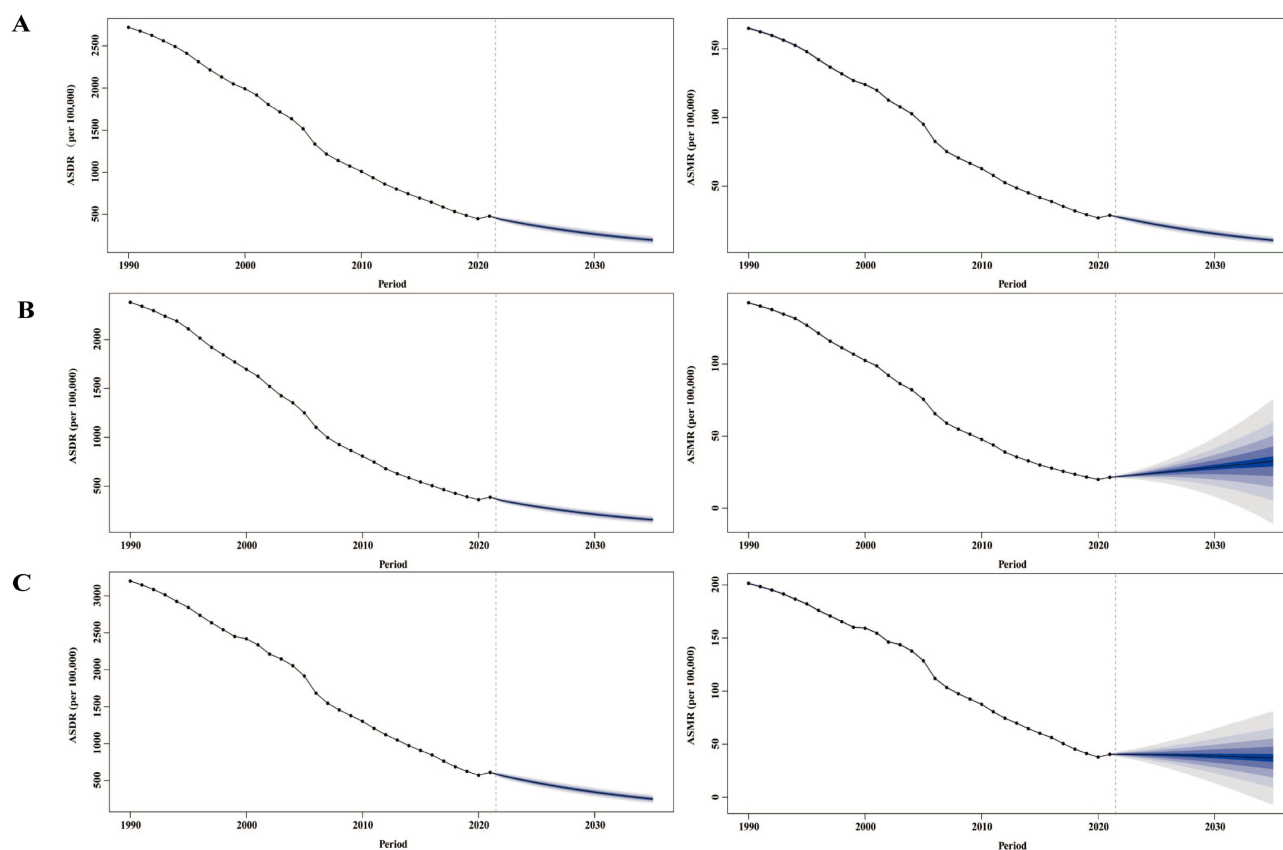 A
ASDR (per 100,000)
500 1000 1500 2000 2500
1990 2000 2010 2020 2030
Period
ASMR (per 100,000)
50 100 150
1990 2000 2010 2020 2030
Period
B
ASDR (per 100,000)
500 1000 1500 2000
1990 2000 2010 2020 2030
Period
ASMR (per 100,000)
0 50 100
1990 2000 2010 2020 2030
Period
C
ASDR (per 100,000)
500 1000 1500 2000 2500 3000
1990 2000 2010 2020 2030
Period
ASMR (per 100,000)
0 50 100 150 200
1990 2000 2010 2020 2030
Period